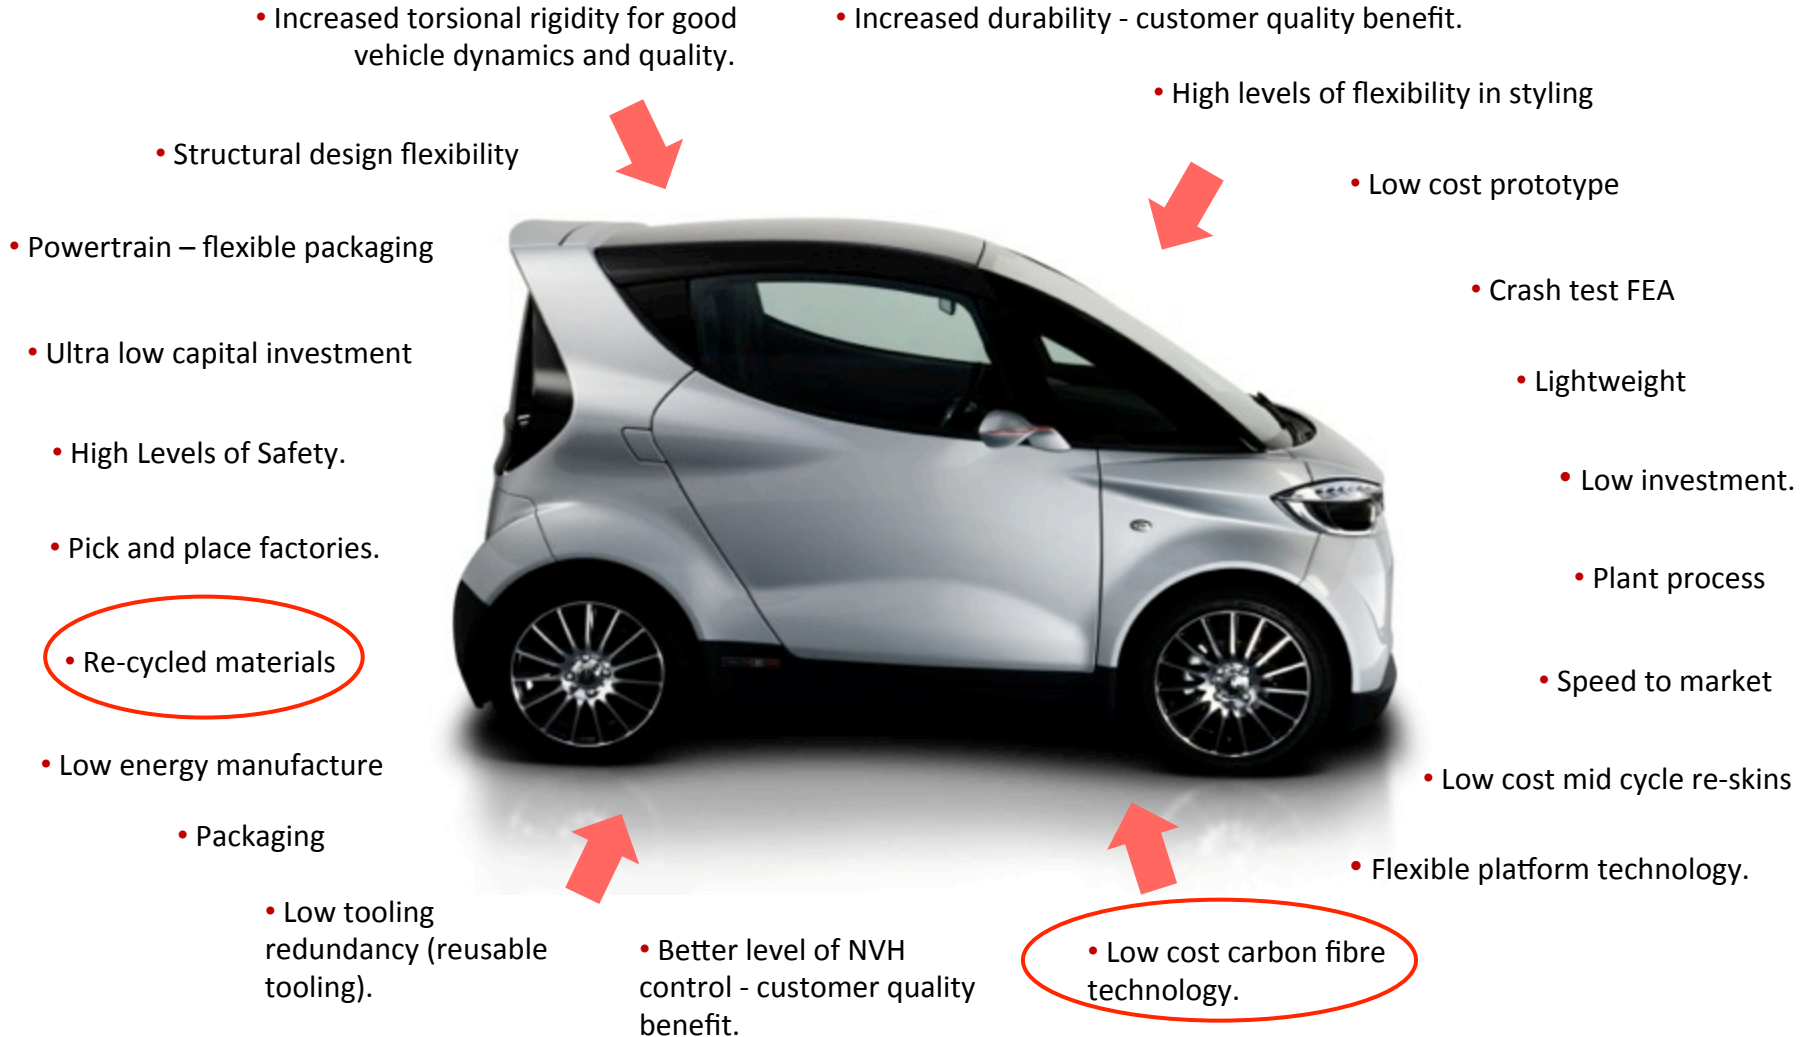 • Increased torsional rigidity for good
vehicle dynamics and quality.
• Increased durability - customer quality benefit.
• High levels of flexibility in styling
• Structural design flexibility
• Low cost prototype
• Powertrain – flexible packaging
• Crash test FEA
• Ultra low capital investment
• Lightweight
• High Levels of Safety.
• Low investment.
• Pick and place factories.
• Plant process
• Re-cycled materials
• Speed to market
• Low energy manufacture
• Low cost mid cycle re-skins
• Packaging
• Flexible platform technology.
• Low tooling
redundancy (reusable
tooling).
• Better level of NVH
control - customer quality
benefit.
• Low cost carbon fibre
technology.